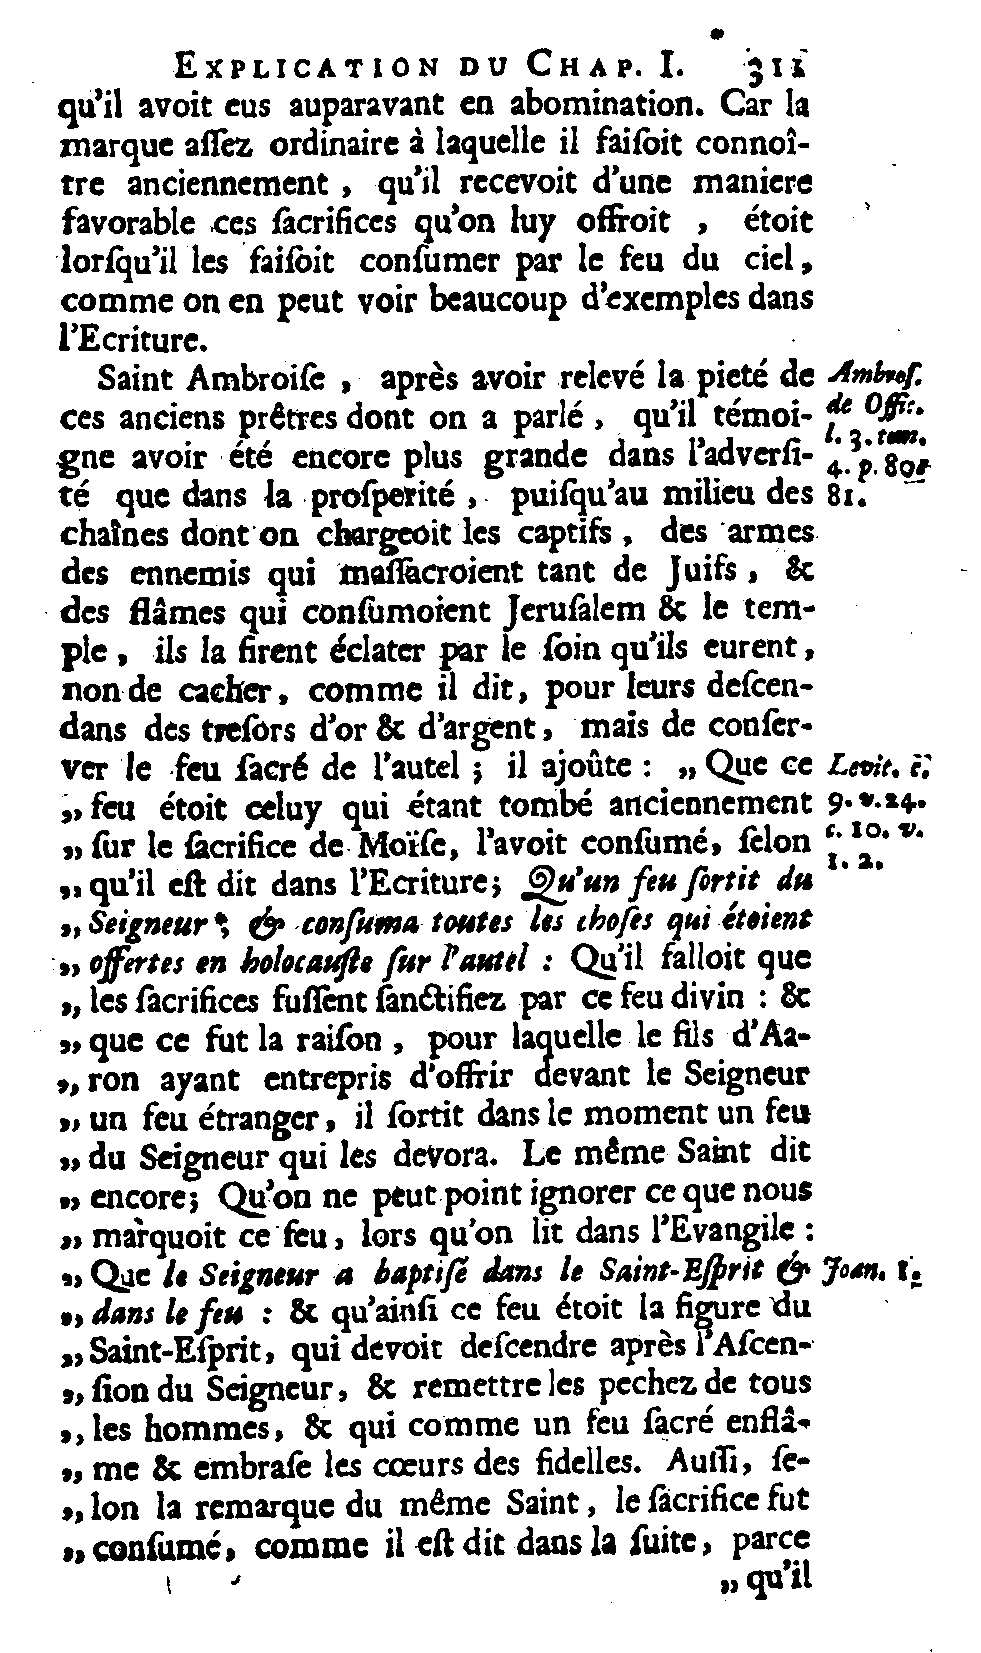 EXPLICATION DU CHAP. I. 311
qu'il avoit eus auparavant en abomination. Car la
marque aſſez ordinaire à laquelle il faiſoit connoî-
tre anciennement, qu'il recevoit d'une maniere
favorable ces ſacrifices qu'on luy offroit, étoit
lorſqu'il les faiſoit conſumer par le feu du ciel,
comme on en peut voir beaucoup d'exemples dans
l'Ecriture.
Saint Ambroiſe, après avoir relevé la pieté de
ces anciens prêtres dont on a parlé, qu'il témoi-
gne avoir été encore plus grande dans l'adverſi-
té que dans la proſperité, puiſqu'au milieu des
chaînes dont on chargeoit les captifs, des armes
des ennemis qui maſſacroient tant de Juifs, &
des flâmes qui conſumoient Jeruſalem & le tem-
ple, ils la firent éclater par le ſoin qu'ils eurent,
non de cacher, comme il dit, pour leurs deſcen-
dans des treſors d'or & d'argent, mais de conſer-
ver le feu ſacré de l'autel; il ajoûte: „ Que ce
„ feu étoit celuy qui étant tombé anciennement
„ ſur le ſacrifice de Moïſe, l'avoit conſumé, ſelon
„ qu'il eſt dit dans l'Ecriture; Qu'un feu ſortit du
„ Seigneur; & conſuma toutes les choſes qui étoient
„ offertes en holocauſte ſur l'autel: Qu'il falloit que
„ les ſacrifices fuſſent ſanctifiez par ce feu divin: &
„ que ce fut la raiſon, pour laquelle le fils d'Aa-
„ ron ayant entrepris d'offrir devant le Seigneur
„ un feu étranger, il ſortit dans le moment un feu
„ du Seigneur qui les devora. Le même Saint dit
„ encore; Qu'on ne peut point ignorer ce que nous
„ marquoit ce feu, lors qu'on lit dans l'Evangile:
„ Que le Seigneur a baptiſé dans le Saint-Eſprit &
„ dans le feu: & qu'ainſi ce feu étoit la figure du
„ Saint-Eſprit, qui devoit deſcendre après l'Aſcen-
„ ſion du Seigneur, & remettre les pechez de tous
„ les hommes, & qui comme un feu ſacré enflâ-
„ me & embraſe les cœurs des fidelles. Auſſi, ſe-
„ lon la remarque du même Saint, le ſacrifice fut
„ conſumé, comme il eſt dit dans la ſuite, parce
„ qu'il
Ambroſ.
de Offic.
l. 3. tom.
4. p. 80
81.
Levit. c.
9. v. 24.
c. 10. v.
1. 2.
Joan. 1.